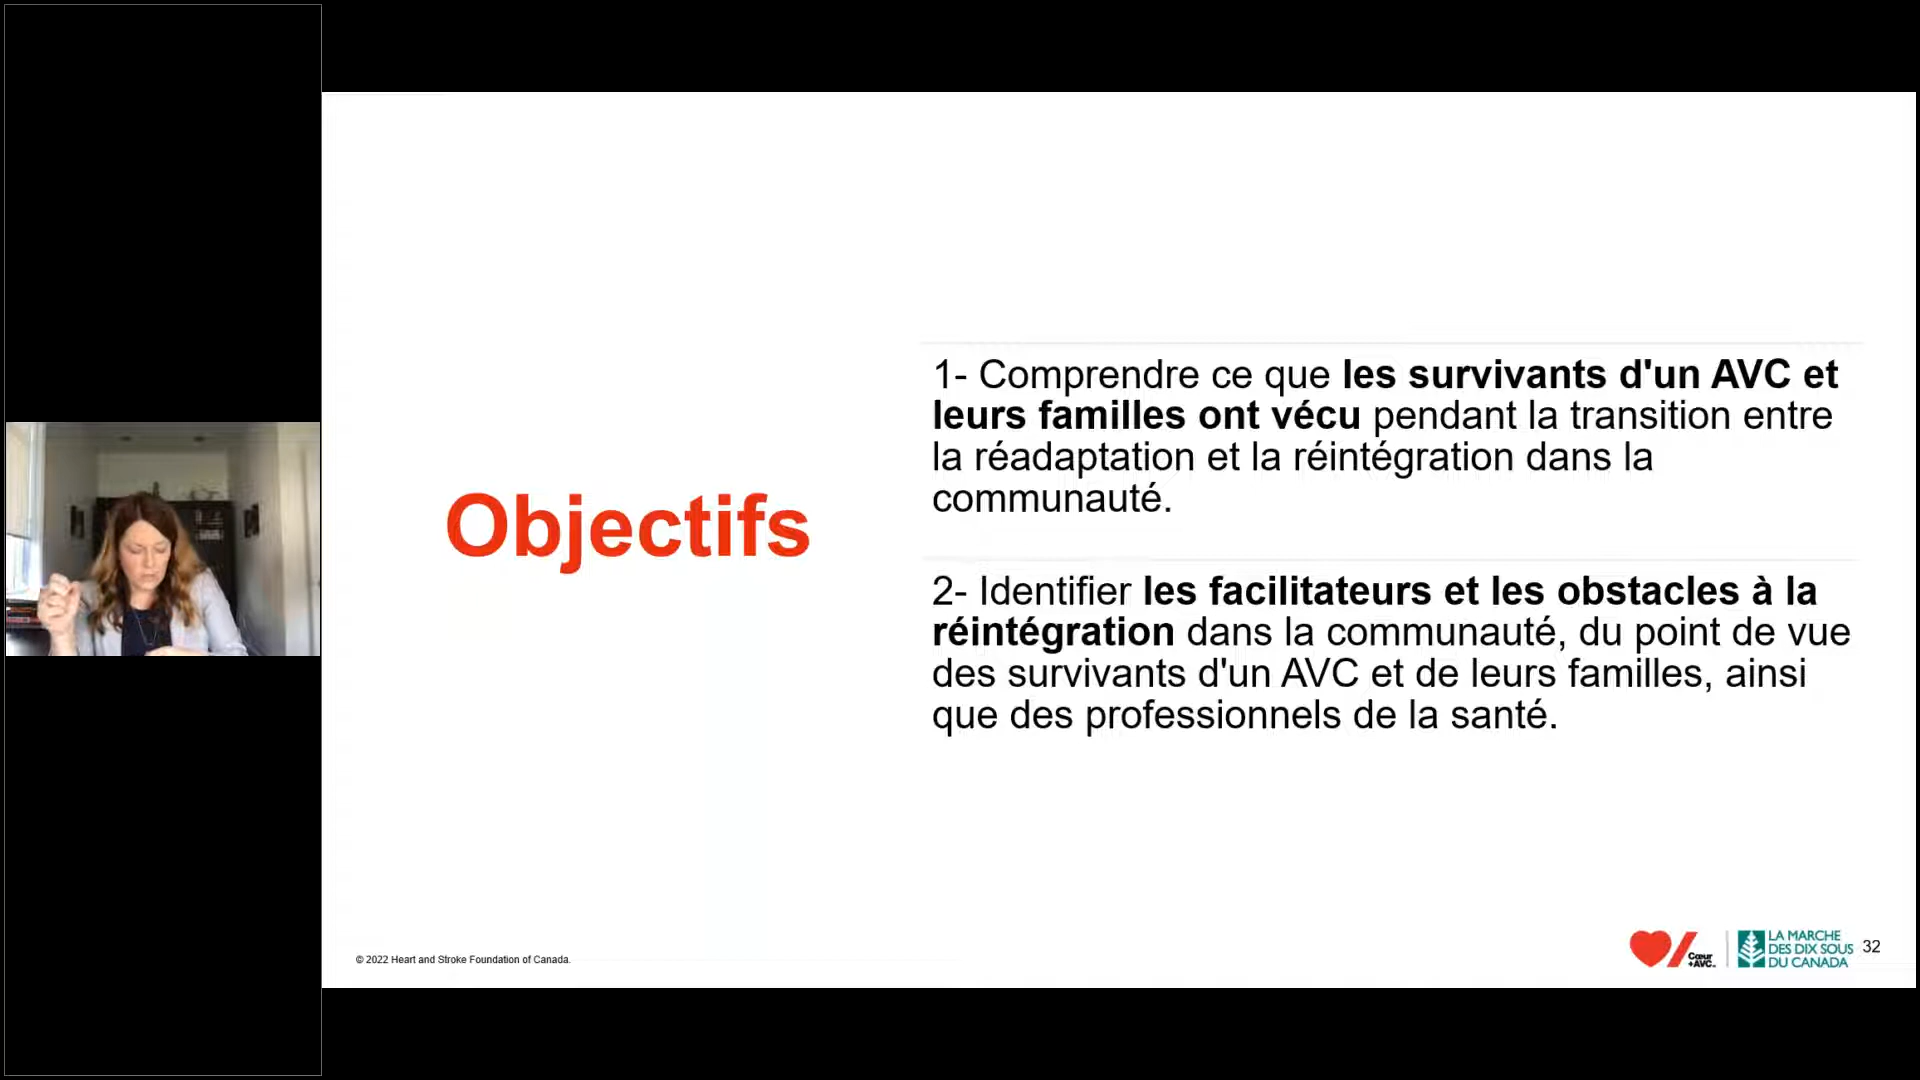 Objectifs
1- Comprendre ce que les survivants d'un AVC et
leurs familles ont vécu pendant la transition entre
la réadaptation et la réintégration dans la
communauté.
2- Identifier les facilitateurs et les obstacles à la
réintégration dans la communauté, du point de vue
des survivants d'un AVC et de leurs familles, ainsi
que des professionnels de la santé.
© 2022 Heart and Stroke Foundation of Canada.
Cœur
+AVC™
LA MARCHE
DES DIX SOUS
DU CANADA
32